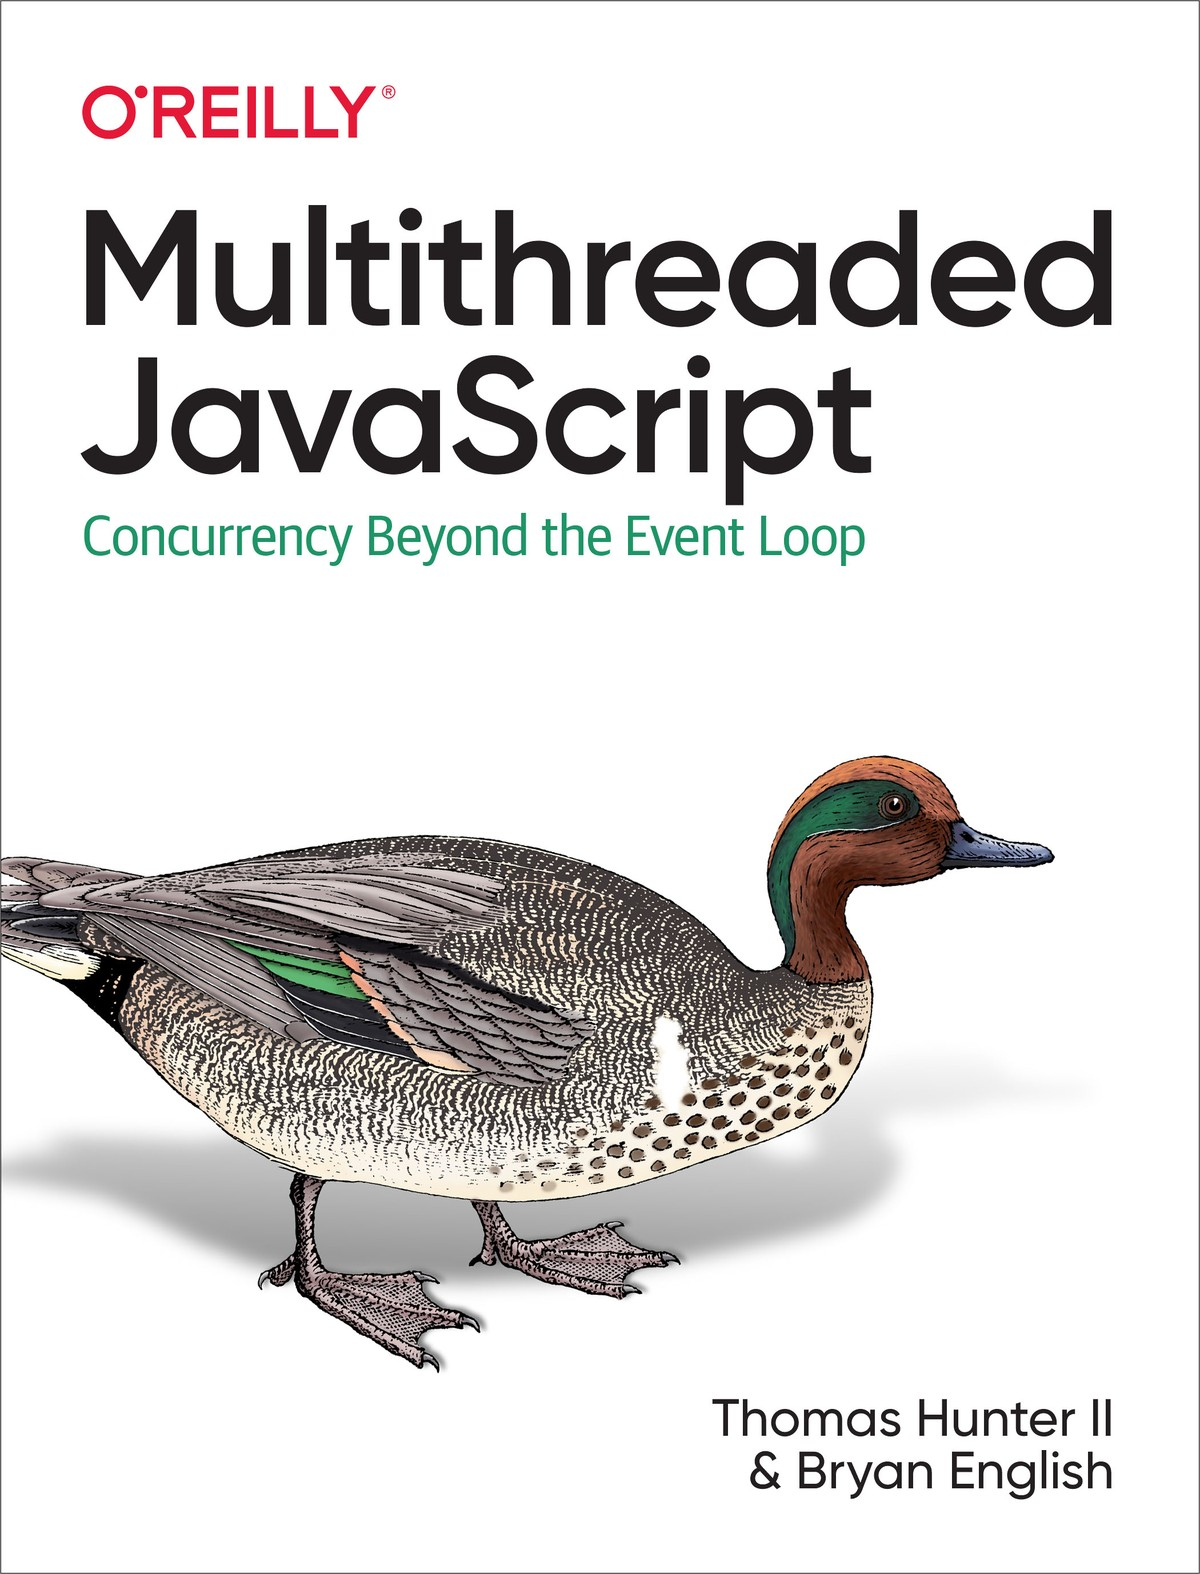 O'REILLY®
Multithreaded
JavaScript
Concurrency Beyond the Event Loop
Thomas Hunter II
& Bryan English